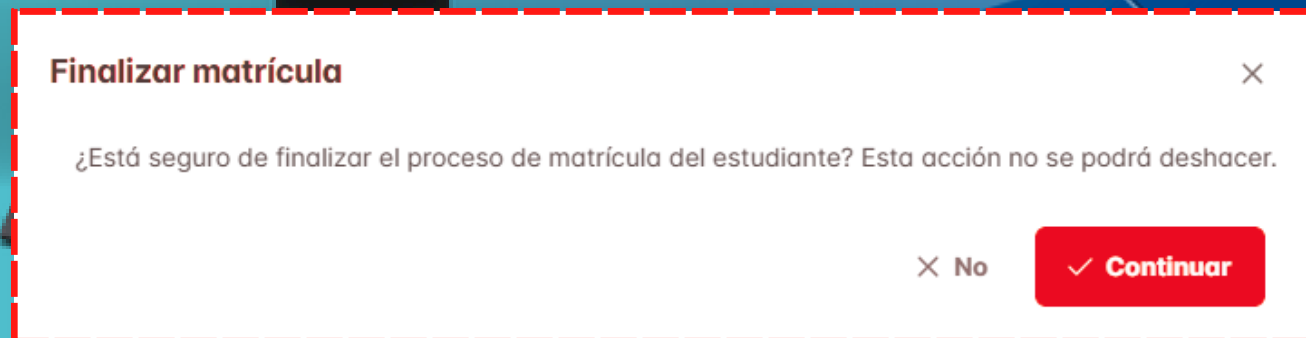 Finalizar matrícula
¿Está seguro de finalizar el proceso de matrícula del estudiante? Esta acción no se podrá deshacer.
No
Continuar